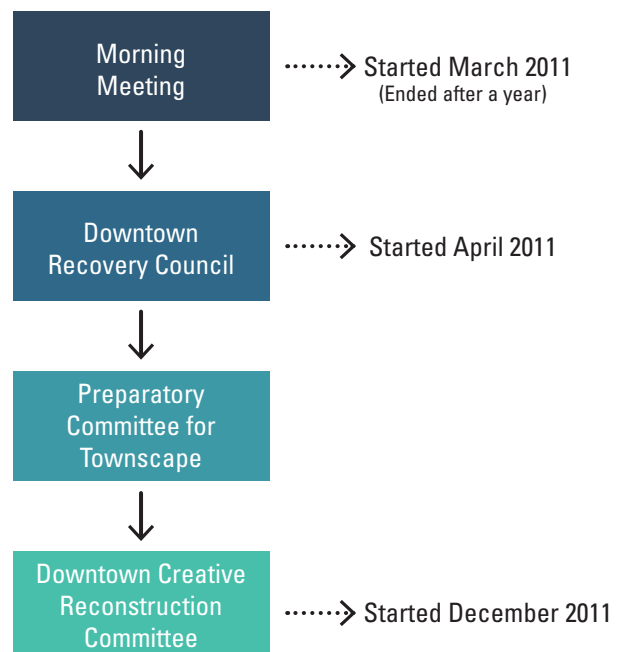 Morning
Meeting
Started March 2011
(Ended after a year)
Downtown
Recovery Council
Started April 2011
Preparatory
Committee for
Townscape
Downtown Creative
Reconstruction
Committee
Started December 2011